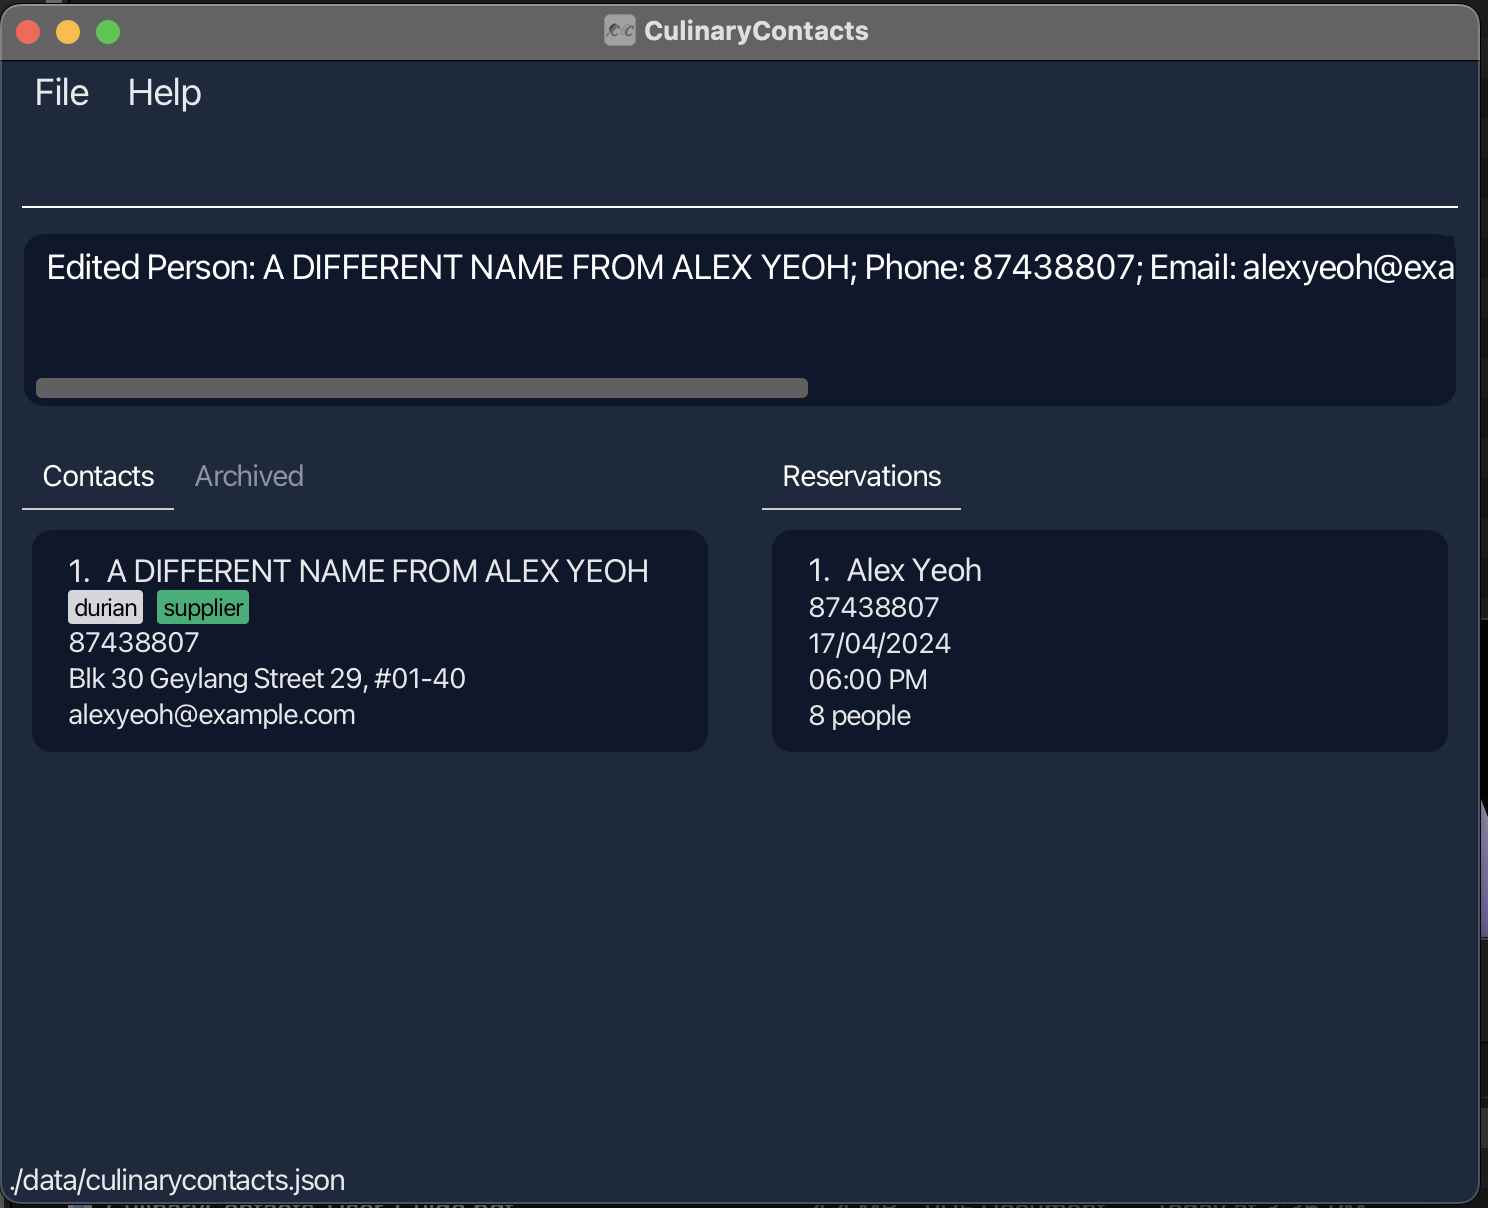 CulinaryContacts
File Help
Edited Person: A DIFFERENT NAME FROM ALEX YEOH; Phone: 87438807; Email: alexyeoh@exa
Contacts Archived
Reservations
1. A DIFFERENT NAME FROM ALEX YEOH
durian supplier
87438807
Blk 30 Geylang Street 29, #01-40
alexyeoh@example.com
1. Alex Yeoh
87438807
17/04/2024
06:00 PM
8 people
./data/culinarycontacts.json